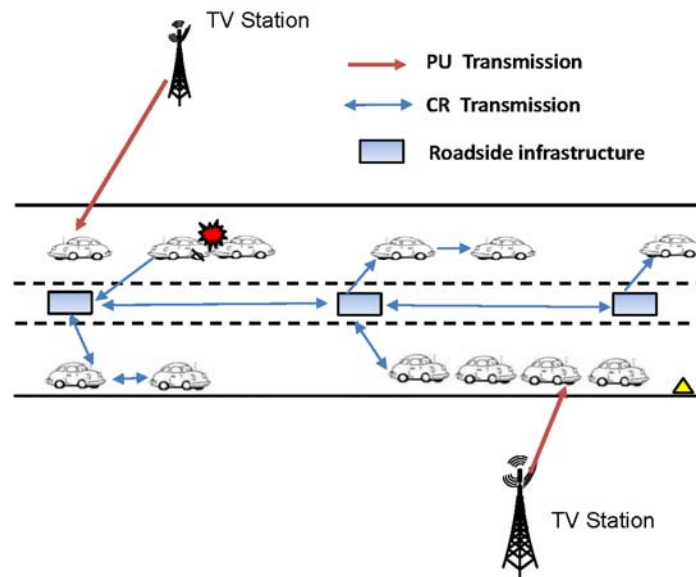 TV Station
PU Transmission
CR Transmission
Roadside infrastructure
TV Station